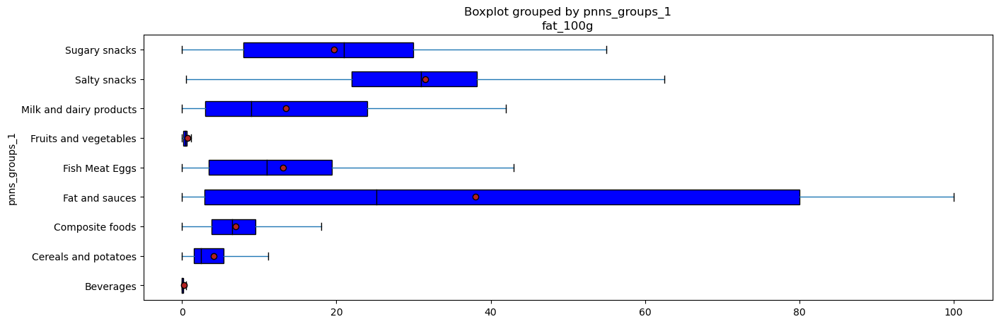 Boxplot grouped by pnns_groups_1
fat_100g
pnns_groups_1
Sugary snacks
Salty snacks
Milk and dairy products
Fruits and vegetables
Fish Meat Eggs
Fat and sauces
Composite foods
Cereals and potatoes
Beverages
0 20 40 60 80 100